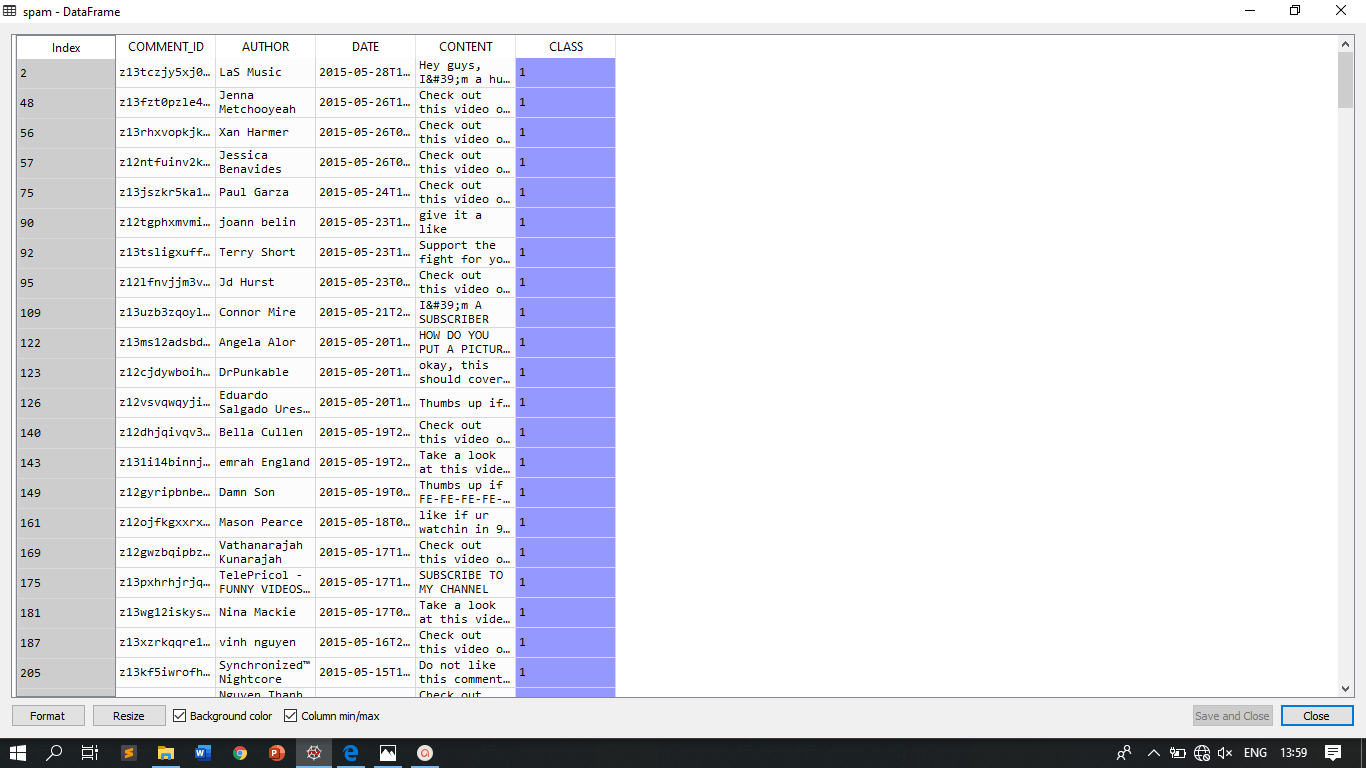 spam - DataFrame
Index COMMENT_ID AUTHOR DATE CONTENT CLASS
2 z13tczjy5xj0… LaS Music 2015-05-28T1… Hey guys, I&#39;m a hu… 1
48 z13fzt0pzle4… Jenna Metchooyeah 2015-05-26T1… Check out this video o… 1
56 z13rhxvopkjk… Xan Harmer 2015-05-26T0… Check out this video o… 1
57 z12ntfuinv2k… Jessica Benavides 2015-05-26T0… Check out this video o… 1
75 z13jszkr5ka1… Paul Garza 2015-05-24T1… Check out this video o… 1
90 z12tgphxmvmi… joann belin 2015-05-23T1… give it a like 1
92 z13tsligxuff… Terry Short 2015-05-23T1… Support the fight for yo… 1
95 z12lfnvjjm3v… Jd Hurst 2015-05-23T0… Check out this video o… 1
109 z13uzb3zqoyl… Connor Mire 2015-05-21T2… I&#39;m A SUBSCRIBER 1
122 z13ms12adsbd… Angela Alor 2015-05-20T1… HOW DO YOU PUT A PICTUR… 1
123 z12cjdywboih… DrPunkable 2015-05-20T1… okay, this should cover… 1
126 z12vsvqwqyji… Eduardo Salgado Ures… 2015-05-20T1… Thumbs up if… 1
140 z12dhjqivqv3… Bella Cullen 2015-05-19T2… Check out this video o… 1
143 z131i14binnj… emrah England 2015-05-19T2… Take a look at this vide… 1
149 z12gyripbnbe… Damn Son 2015-05-19T0… Thumbs up if FE-FE-FE-FE-… 1
161 z12ojfkgxxrx… Mason Pearce 2015-05-18T0… like if ur watchin in 9… 1
169 z12gwzbqipbz… Vathanarajah Kunarajah 2015-05-17T1… Check out this video o… 1
175 z13pxhrhjrjq… TelePricol - FUNNY VIDEOS… 2015-05-17T1… SUBSCRIBE TO MY CHANNEL 1
181 z13wg12iskys… Nina Mackie 2015-05-17T0… Take a look at this vide… 1
187 z13xzrkqqre1… vinh nguyen 2015-05-16T2… Check out this video o… 1
205 z13kf5iwrofh… Synchronized™ Nightcore 2015-05-15T1… Do not like this comment… 1
Nguyen Thanh Check out
Format Resize Background color Column min/max Save and Close Close
ENG 13:59